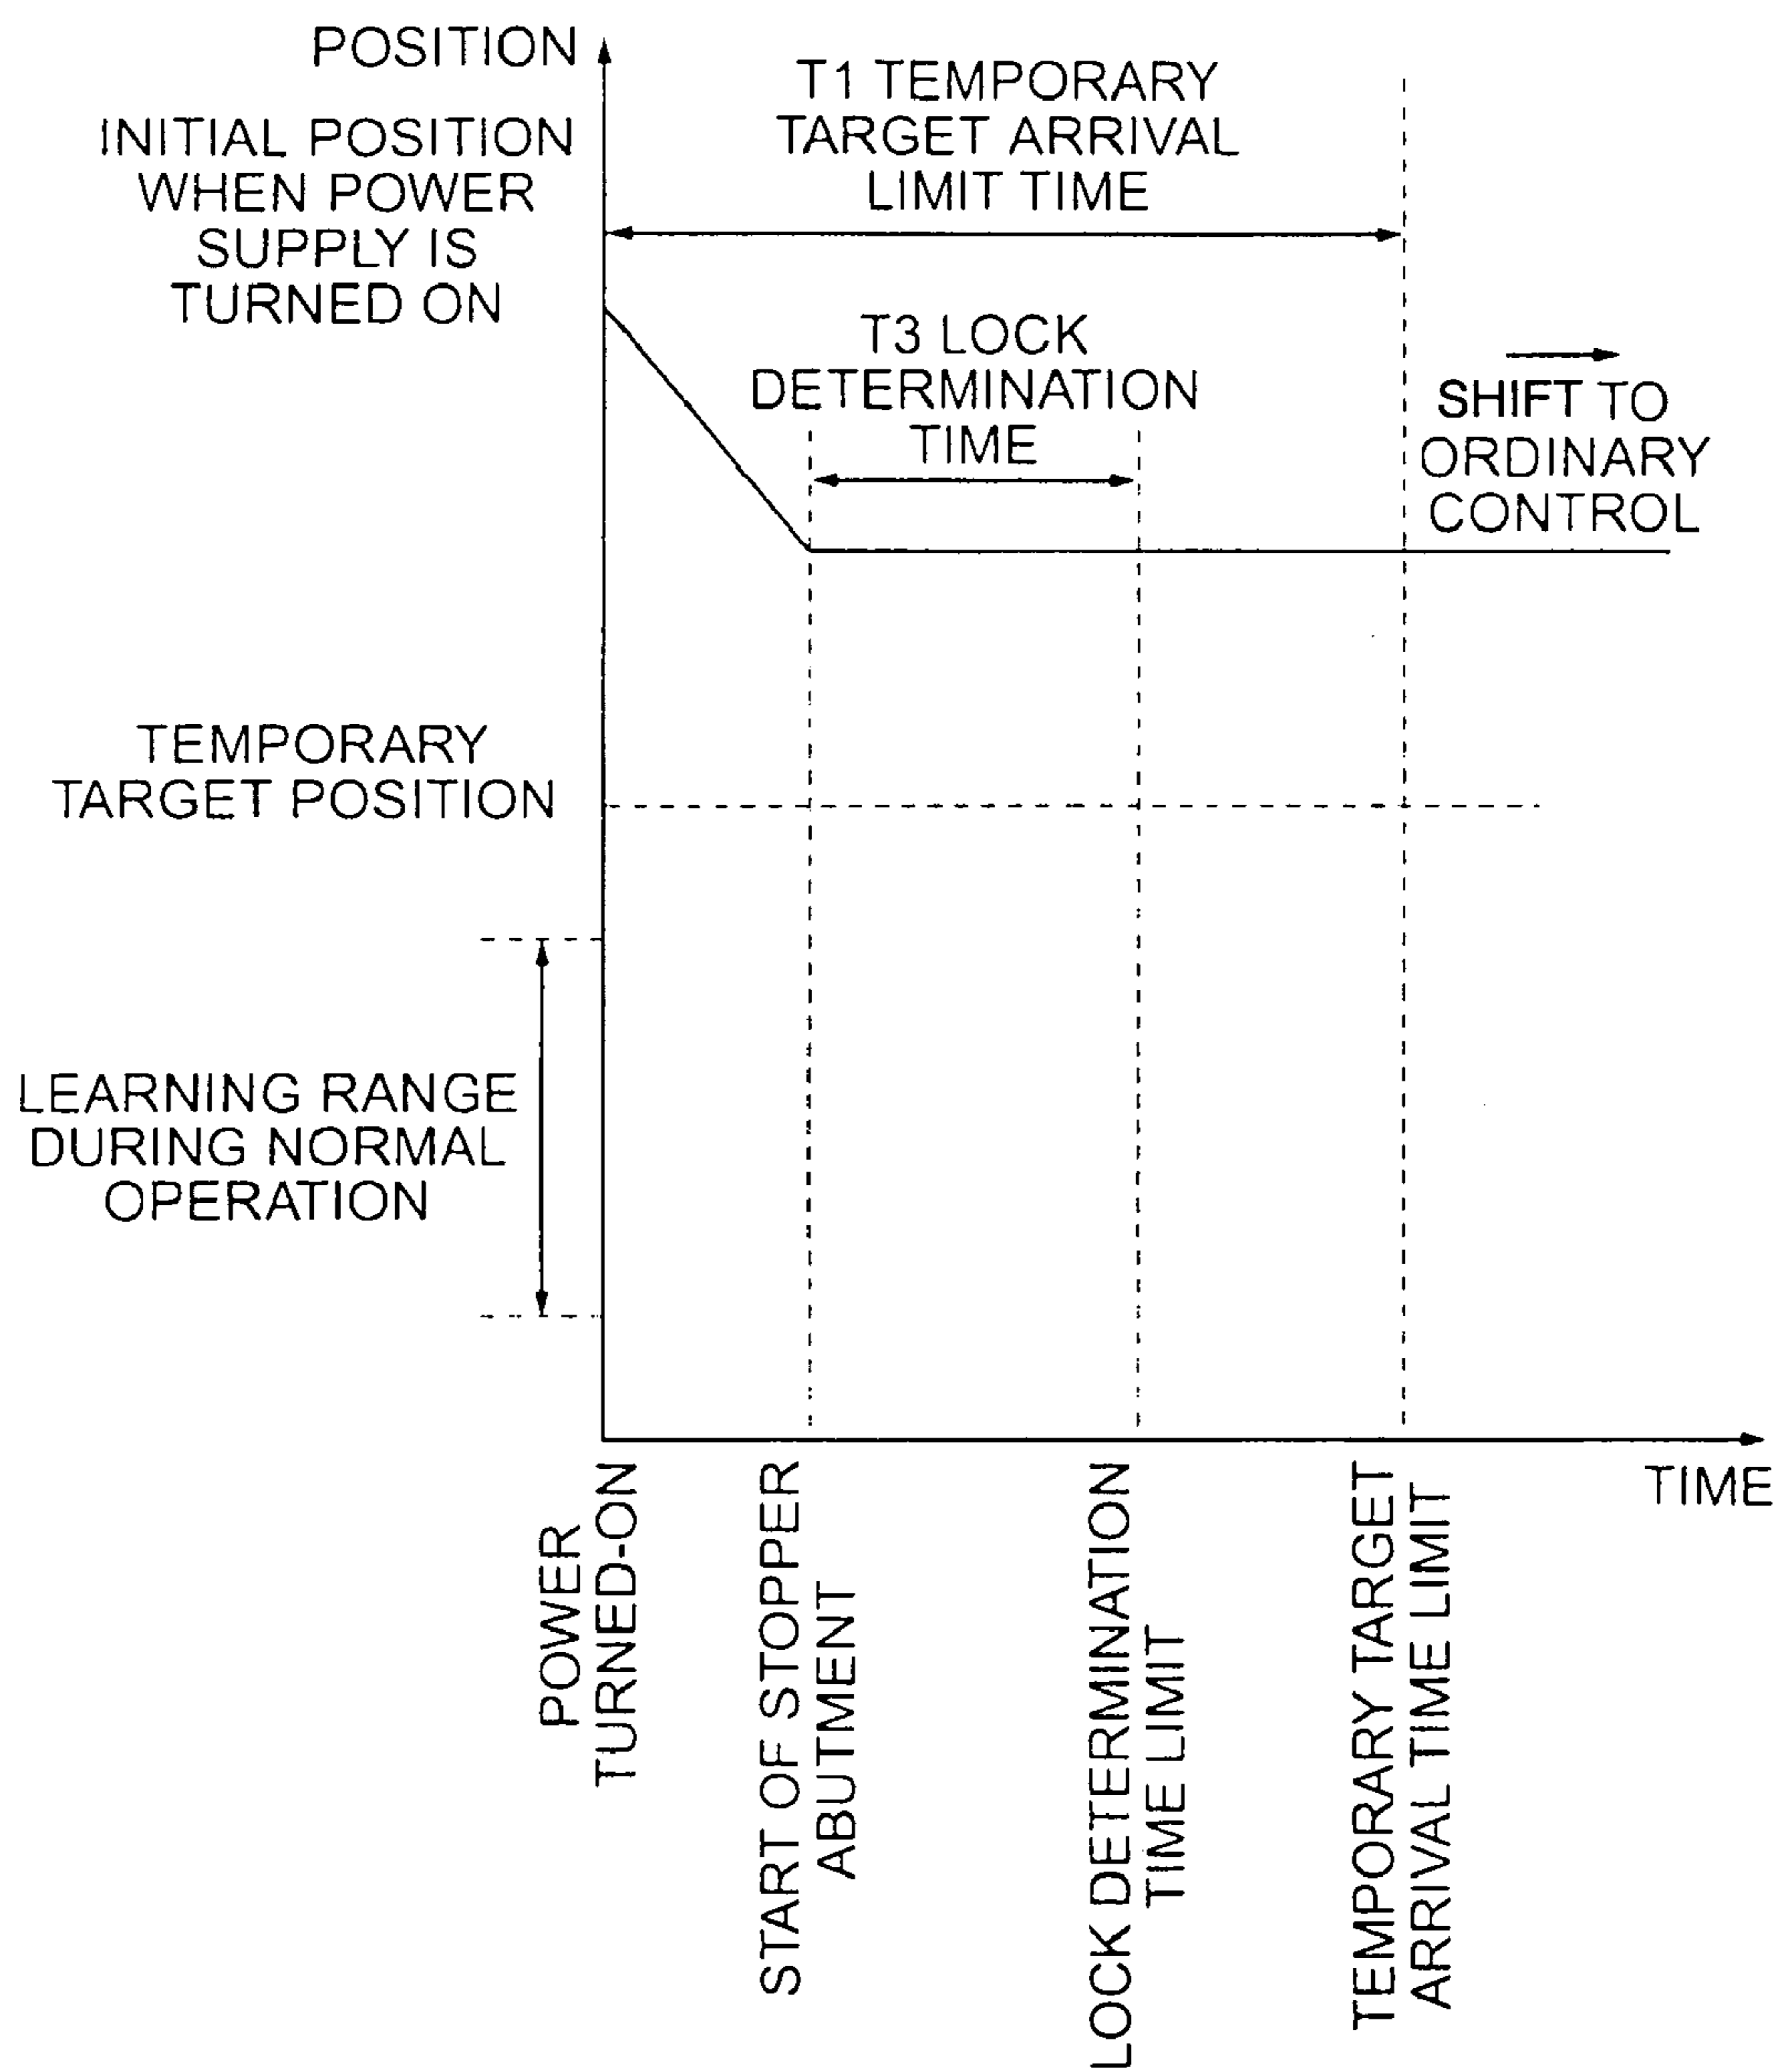 POSITION
INITIAL POSITION
WHEN POWER
SUPPLY IS
TURNED ON
T1 TEMPORARY
TARGET ARRIVAL
LIMIT TIME
T3 LOCK
DETERMINATION
TIME
SHIFT TO
ORDINARY
CONTROL
TEMPORARY
TARGET POSITION
LEARNING RANGE
DURING NORMAL
OPERATION
TIME
POWER
TURNED-ON
START OF STOPPER
ABUTMENT
LOCK DETERMINATION
TIME LIMIT
TEMPORARY TARGET
ARRIVAL TIME LIMIT